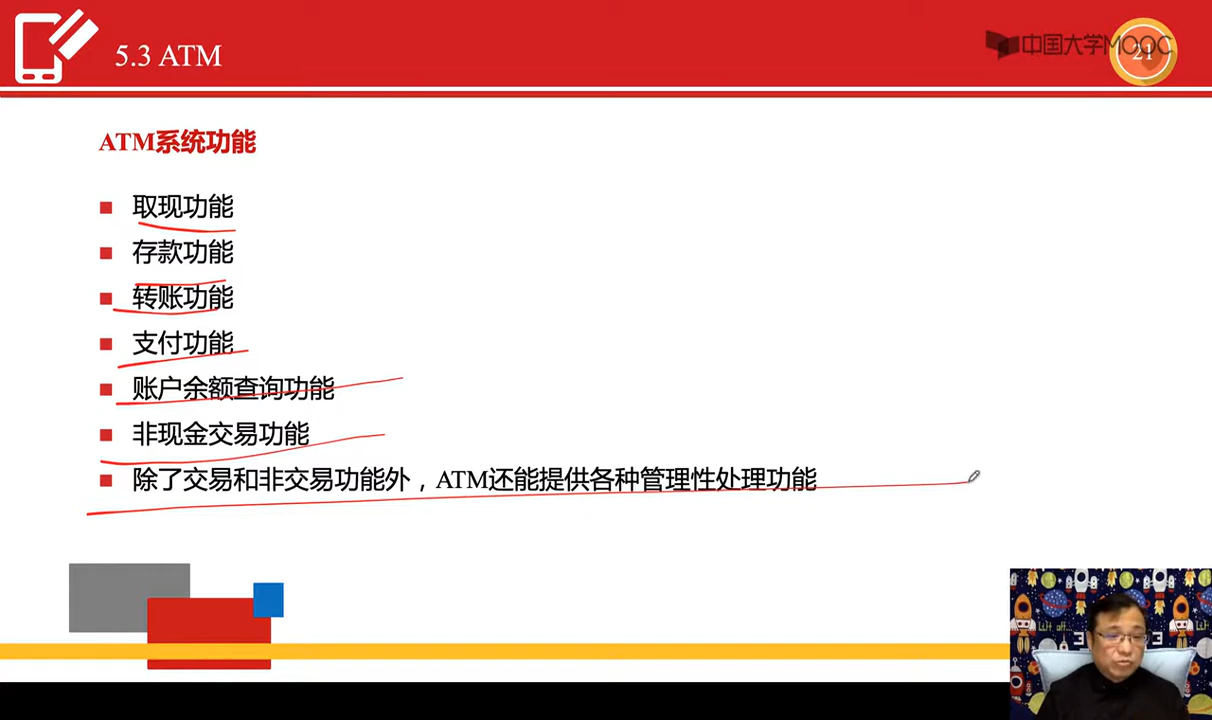 5.3 ATM
中国大学MOOC
21
ATM系统功能
取现功能
存款功能
转账功能
支付功能
账户余额查询功能
非现金交易功能
除了交易和非交易功能外，ATM还能提供各种管理性处理功能